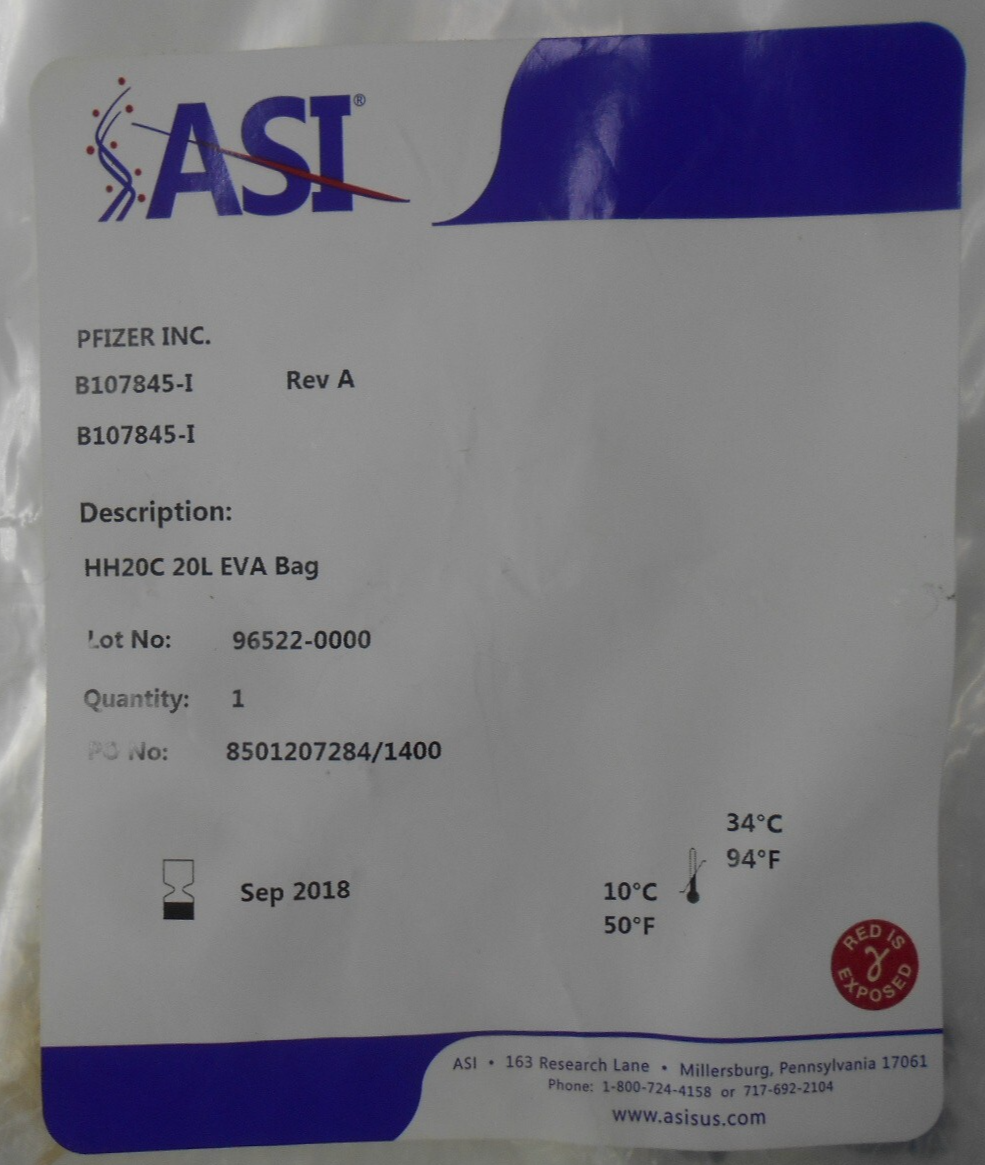 ASI®
PFIZER INC.
B107845-I Rev A
B107845-I
Description:
HH20C 20L EVA Bag
Lot No: 96522-0000
Quantity: 1
PO No: 8501207284/1400
34°C
94°F
Sep 2018
10°C
50°F
RED IS
γ
EXPOSED
ASI • 163 Research Lane • Millersburg, Pennsylvania 17061
Phone: 1-800-724-4158 or 717-692-2104
www.asisus.com